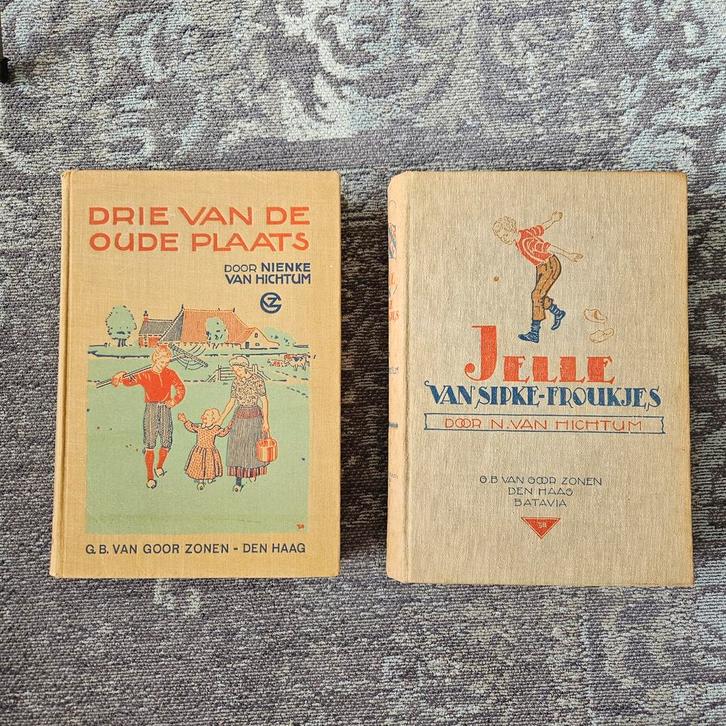 DRIE VAN DE
OUDE PLAATS
DOOR NIENKE
VAN HICHTUM
G. B. VAN GOOR ZONEN - DEN HAAG
JELLE
VAN SIPKE-FROUKJES
DOOR N. VAN HICHTUM
G. B. VAN GOOR ZONEN
DEN HAAG
BATAVIA